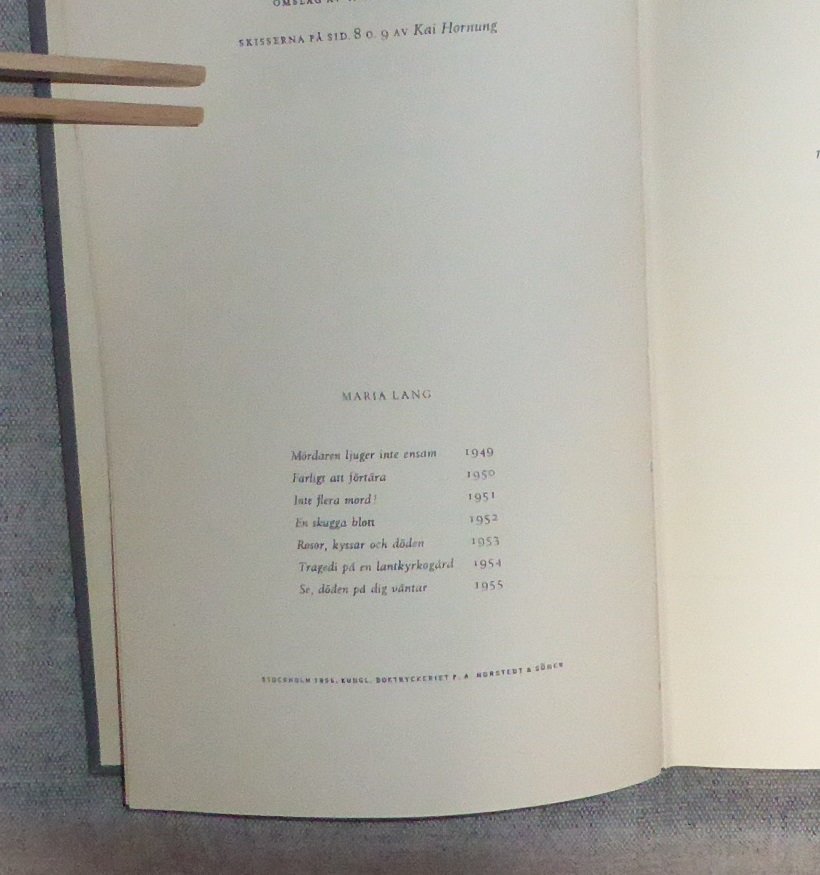 OMSLAG AV
SKISSERNA PÅ SID. 8 O. 9 AV Kai Hornung
MARIA LANG
Mördaren ljuger inte ensam 1949
Farligt att förtära 1950
Inte flera mord! 1951
En skugga blott 1952
Rosor, kyssar och döden 1953
Tragedi på en lantkyrkogård 1954
Se, döden på dig väntar 1955
STOCKHOLM KUNGL. BOKTRYCKERIET P. A. NORSTEDT & SÖNER